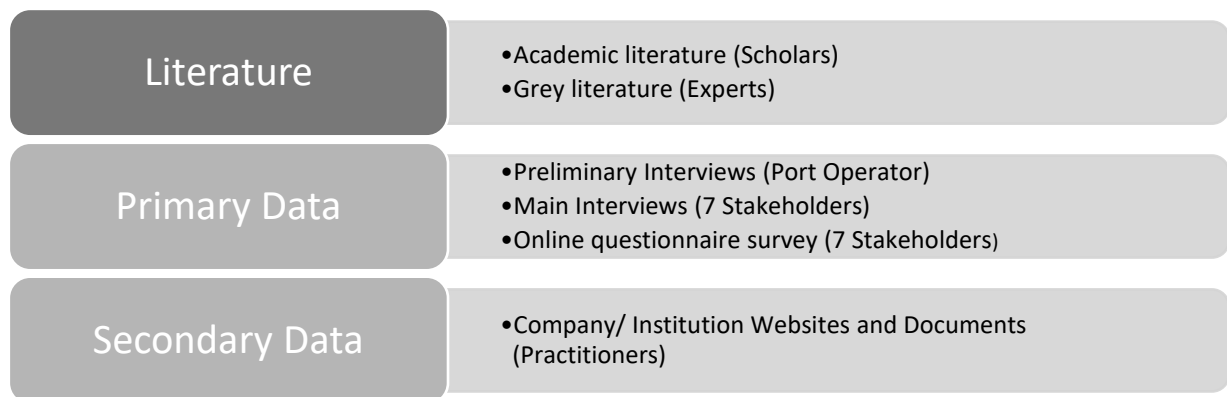 Literature
•Academic literature (Scholars)
•Grey literature (Experts)
Primary Data
•Preliminary Interviews (Port Operator)
•Main Interviews (7 Stakeholders)
•Online questionnaire survey (7 Stakeholders)
Secondary Data
•Company/ Institution Websites and Documents
(Practitioners)